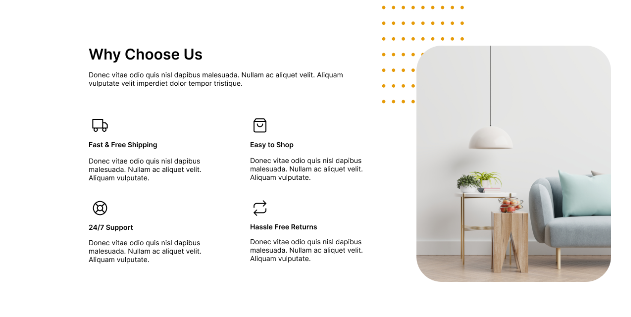 Why Choose Us
Donec vitae odio quis nisl dapibus malesuada. Nullam ac aliquet velit. Aliquam
vulputate velit imperdiet dolor tempor tristique.
Fast & Free Shipping
Donec vitae odio quis nisl dapibus
malesuada. Nullam ac aliquet velit.
Aliquam vulputate.
Easy to Shop
Donec vitae odio quis nisl dapibus
malesuada. Nullam ac aliquet velit.
Aliquam vulputate.
24/7 Support
Donec vitae odio quis nisl dapibus
malesuada. Nullam ac aliquet velit.
Aliquam vulputate.
Hassle Free Returns
Donec vitae odio quis nisl dapibus
malesuada. Nullam ac aliquet velit.
Aliquam vulputate.